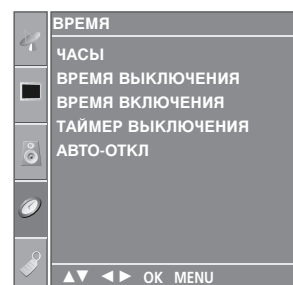 ВРЕМЯ
ЧАСЫ
ВРЕМЯ ВЫКЛЮЧЕНИЯ
ВРЕМЯ ВКЛЮЧЕНИЯ
ТАЙМЕР ВЫКЛЮЧЕНИЯ
АВТО-ОТКЛ
▲▼ ◄► OK MENU